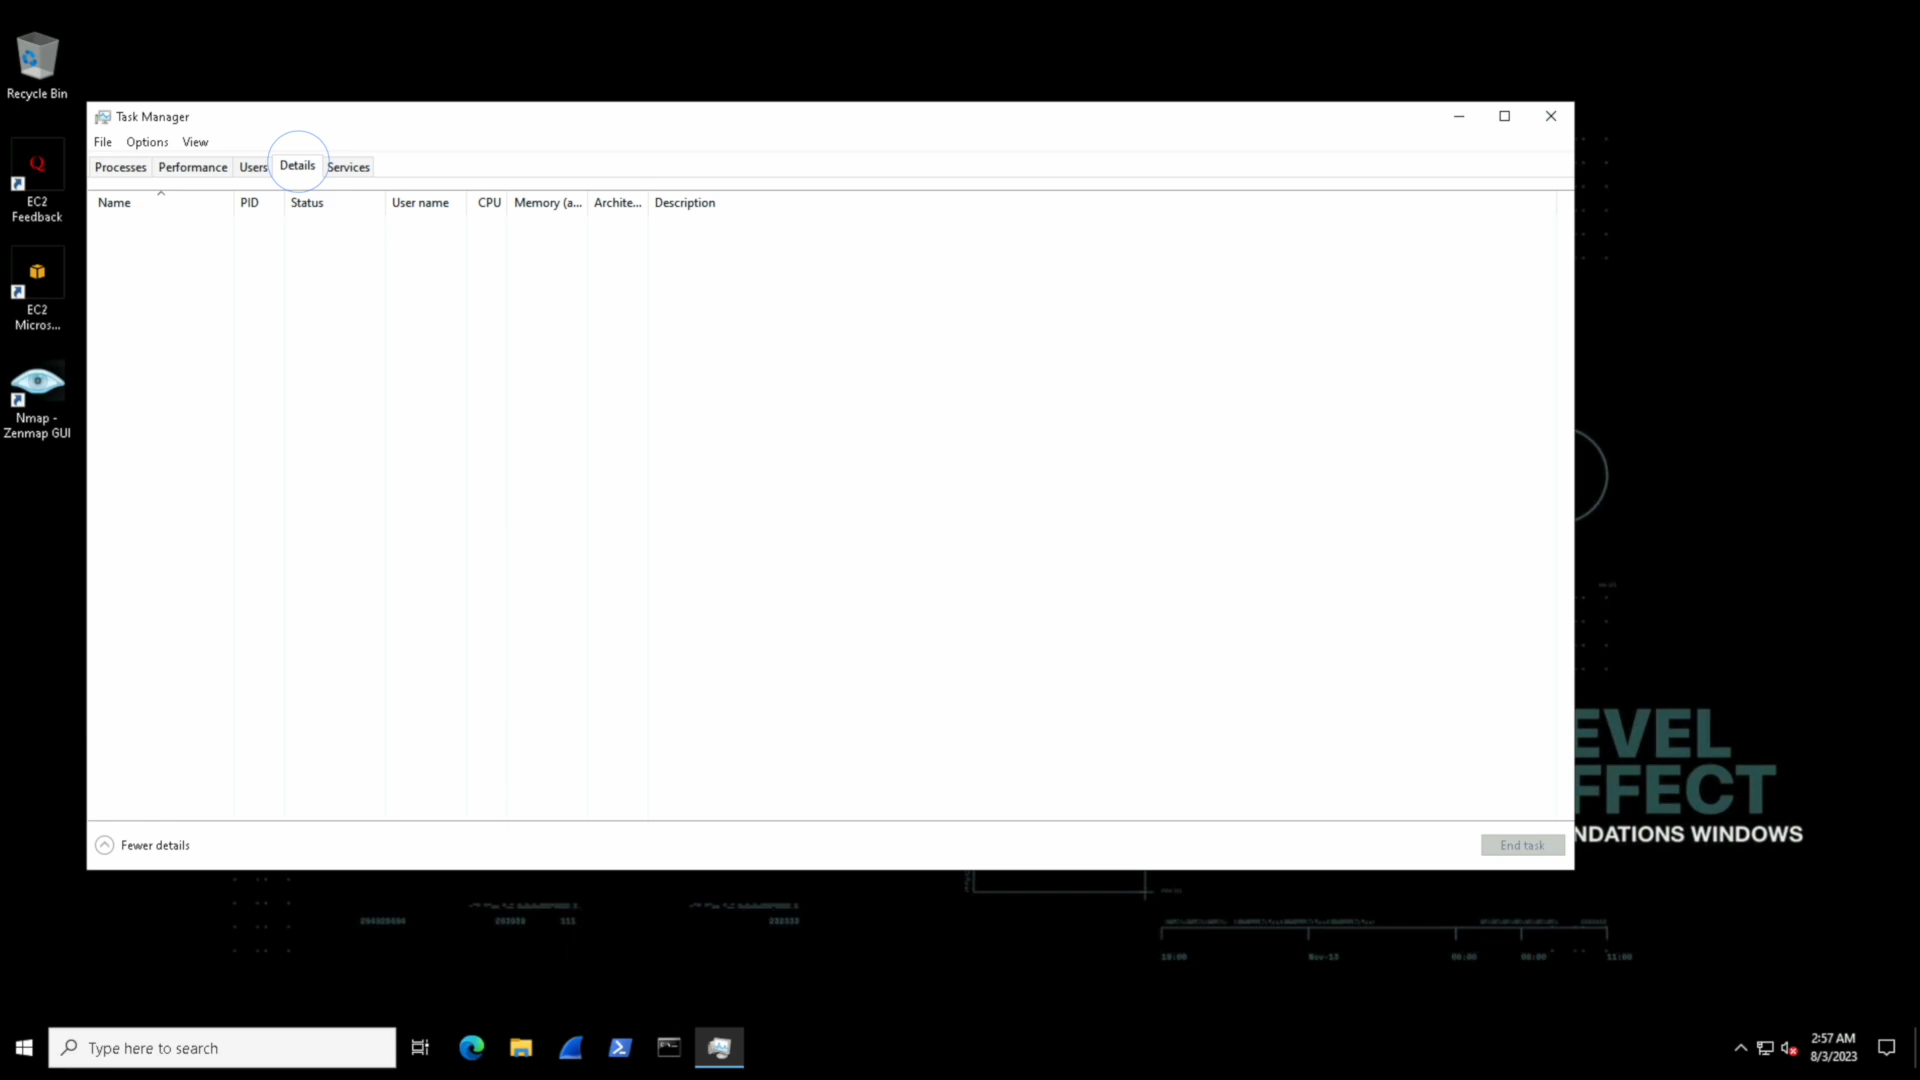 Recycle Bin
EC2
Feedback
EC2
Micros...
Nmap -
Zenmap GUI
Task Manager
File Options View
Processes Performance Users Details Services
Name PID Status User name CPU Memory (a... Archite... Description
Fewer details
End task
EVEL
FFECT
NDATIONS WINDOWS
Type here to search
2:57 AM
8/3/2023